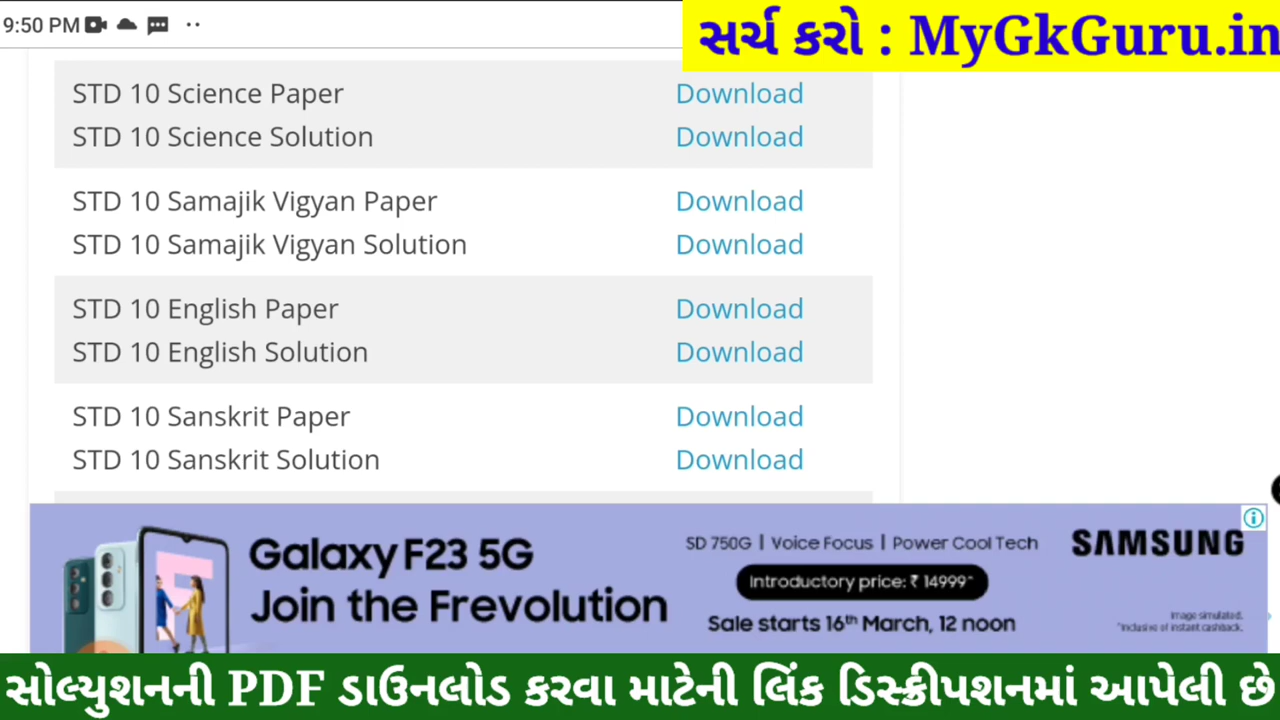 9:50 PM
સર્ચ કરો : MyGkGuru.in
STD 10 Science Paper Download
STD 10 Science Solution Download
STD 10 Samajik Vigyan Paper Download
STD 10 Samajik Vigyan Solution Download
STD 10 English Paper Download
STD 10 English Solution Download
STD 10 Sanskrit Paper Download
STD 10 Sanskrit Solution Download
Galaxy F23 5G
Join the Frevolution
SD 750G | Voice Focus | Power Cool Tech
Introductory price: ₹ 14999*
Sale starts 16th March, 12 noon
SAMSUNG
Image simulated.
*Inclusive of instant cashback.
સોલ્યુશનની PDF ડાઉનલોડ કરવા માટેની લિંક ડિસ્ક્રીપશનમાં આપેલી છે